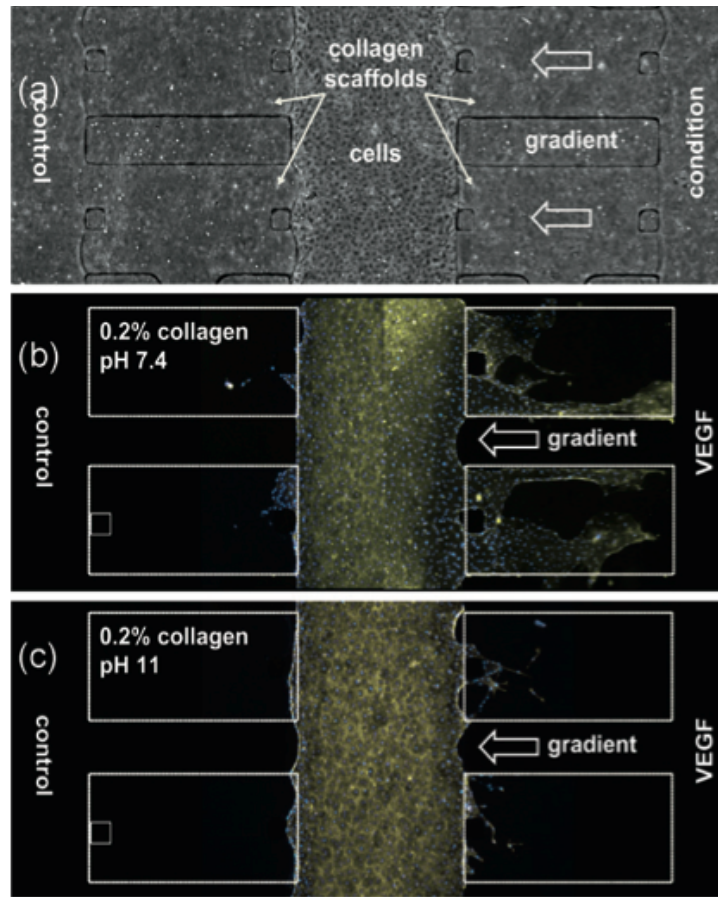 (a)
control
collagen
scaffolds
cells
gradient
condition
(b)
0.2% collagen
pH 7.4
control
gradient
VEGF
(c)
0.2% collagen
pH 11
control
gradient
VEGF